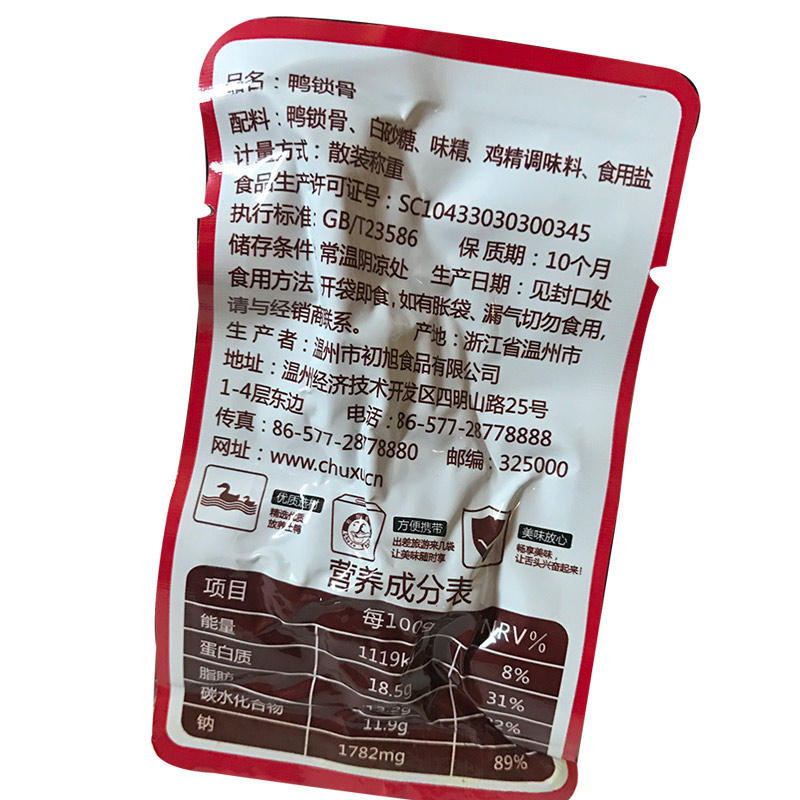 品名：鸭锁骨
配料：鸭锁骨、白砂糖、味精、鸡精调味料、食用盐
计量方式：散装称重
食品生产许可证号：SC10433030300345
执行标准：GB/T23586 保质期：10个月
储存条件 常温阴凉处 生产日期：见封口处
食用方法 开袋即食，如有胀袋、漏气切勿食用，
请与经销商联系。 产地：浙江省温州市
生产者：温州市初旭食品有限公司
地址：温州经济技术开发区四明山路25号
1-4层东边 电话：86-577-28778888
传真：86-577-28778880 邮编：325000
网址：www.chuxu.cn
优质
精选 放养土鸭
方便携带
出差旅游来几袋
让美味随时享
美味放心
畅享美味，
让舌头兴奋起来！
营养成分表
项目 每100g NRV%
能量 1119k 8%
蛋白质 18.5g 31%
脂肪
碳水化合物 11.9g
钠 1782mg 89%